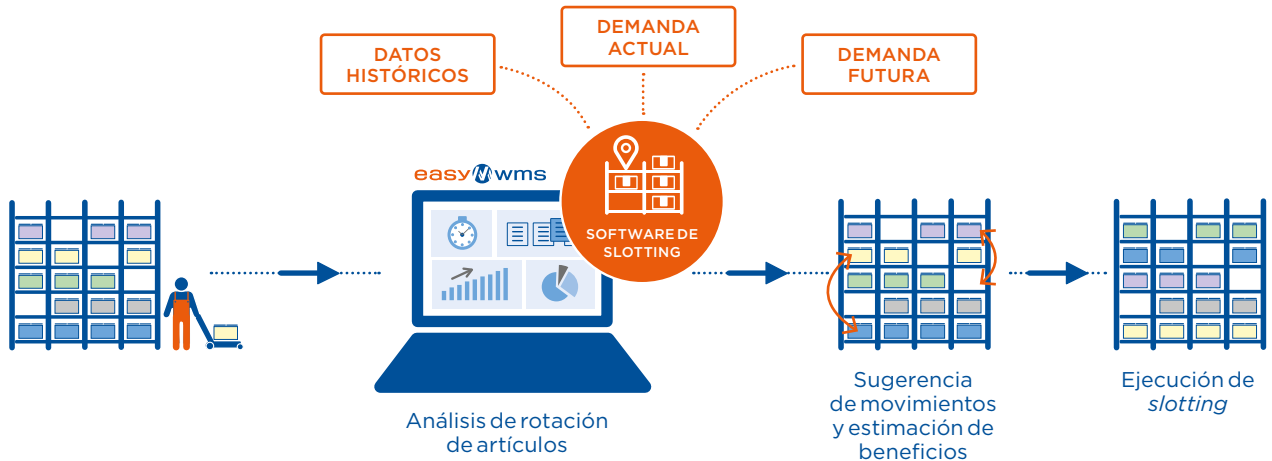 DATOS
HISTÓRICOS
DEMANDA
ACTUAL
DEMANDA
FUTURA
easy wms
SOFTWARE DE
SLOTTING
Análisis de rotación
de artículos
Sugerencia
de movimientos
y estimación de
beneficios
Ejecución de
slotting